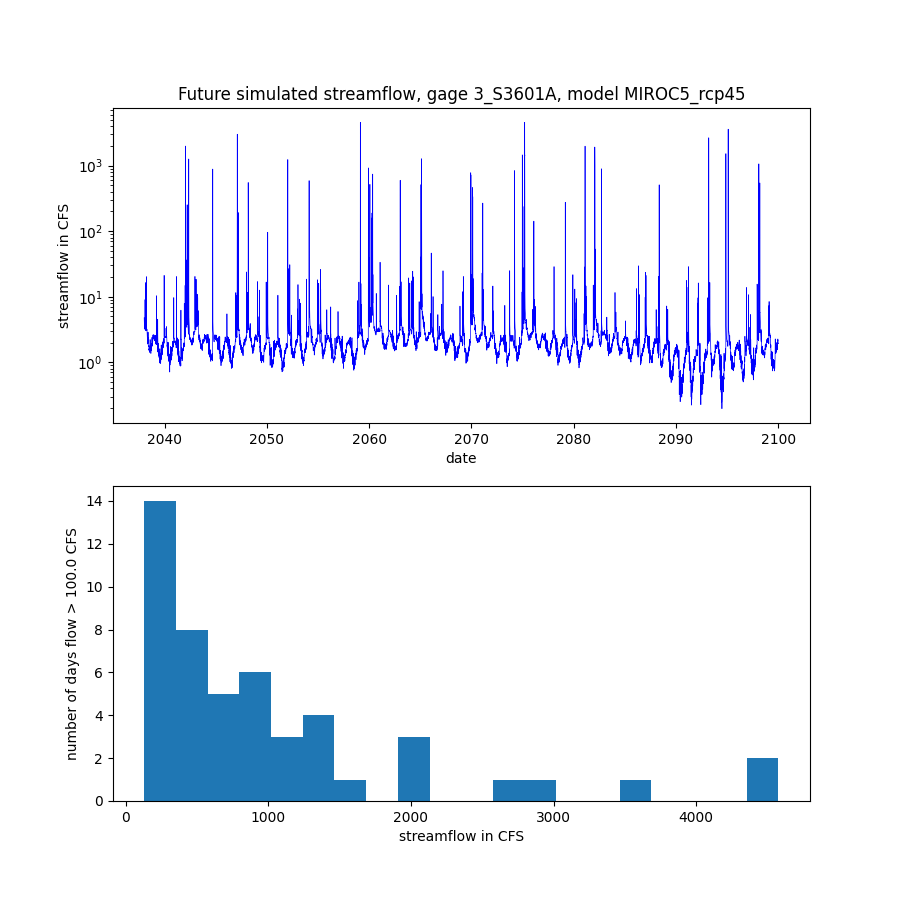 Future simulated streamflow, gage 3_S3601A, model MIROC5_rcp45
streamflow in CFS
10³
10²
10¹
10⁰
2040 2050 2060 2070 2080 2090 2100
date
number of days flow > 100.0 CFS
14
12
10
8
6
4
2
0
0 1000 2000 3000 4000
streamflow in CFS